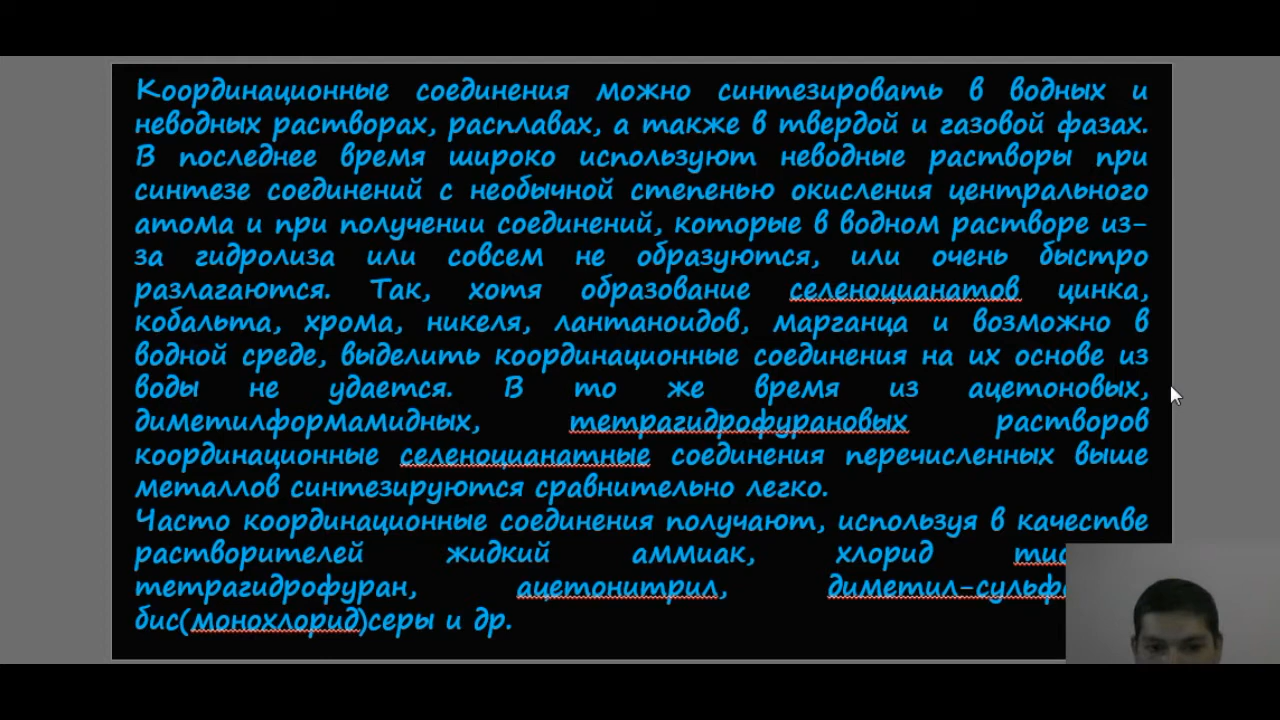 Координационные соединения можно синтезировать в водных и
неводных растворах, расплавах, а также в твердой и газовой фазах.
В последнее время широко используют неводные растворы при
синтезе соединений с необычной степенью окисления центрального
атома и при получении соединений, которые в водном растворе из-
за гидролиза или совсем не образуются, или очень быстро
разлагаются. Так, хотя образование селеноцианатов цинка,
кобальта, хрома, никеля, лантаноидов, марганца и возможно в
водной среде, выделить координационные соединения на их основе из
воды не удается. В то же время из ацетоновых,
диметилформамидных, тетрагидрофурановых растворов
координационные селеноцианатные соединения перечисленных выше
металлов синтезируются сравнительно легко.
Часто координационные соединения получают, используя в качестве
растворителей жидкий аммиак, хлорид
тетрагидрофуран, ацетонитрил,
бис(монохлорид)серы и др.